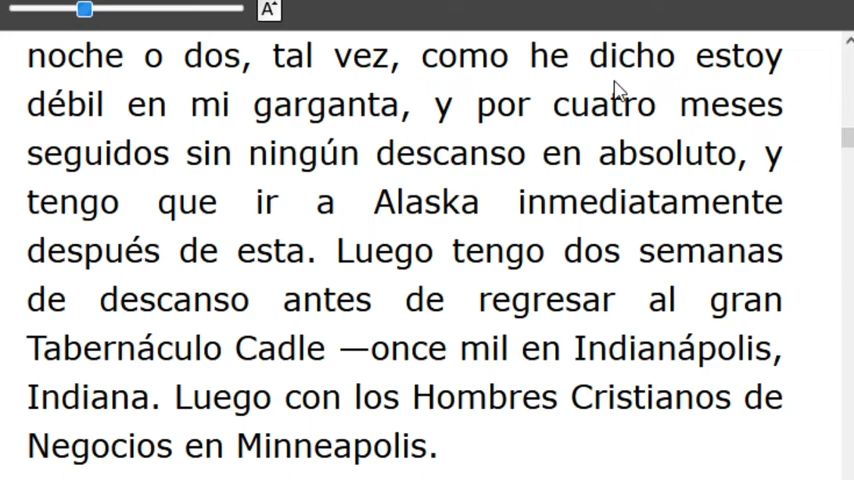 A
noche o dos, tal vez, como he dicho estoy
débil en mi garganta, y por cuatro meses
seguidos sin ningún descanso en absoluto, y
tengo que ir a Alaska inmediatamente
después de esta. Luego tengo dos semanas
de descanso antes de regresar al gran
Tabernáculo Cadle —once mil en Indianápolis,
Indiana. Luego con los Hombres Cristianos de
Negocios en Minneapolis.